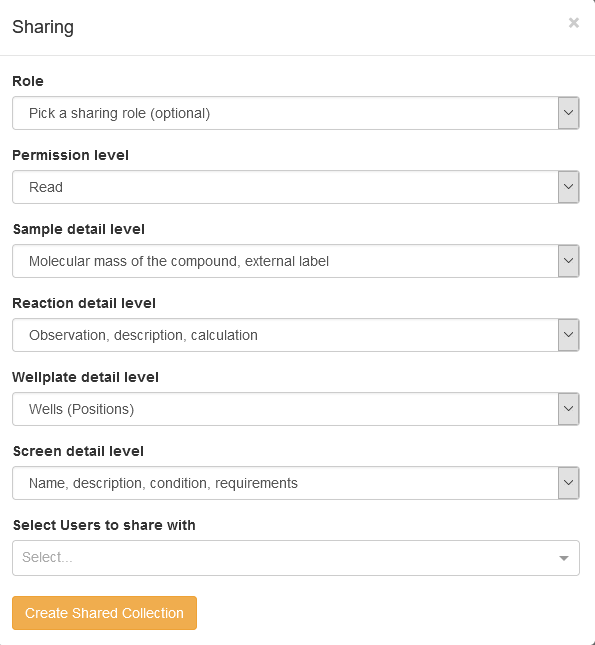 Sharing
×
Role
Pick a sharing role (optional)
Permission level
Read
Sample detail level
Molecular mass of the compound, external label
Reaction detail level
Observation, description, calculation
Wellplate detail level
Wells (Positions)
Screen detail level
Name, description, condition, requirements
Select Users to share with
Select...
Create Shared Collection